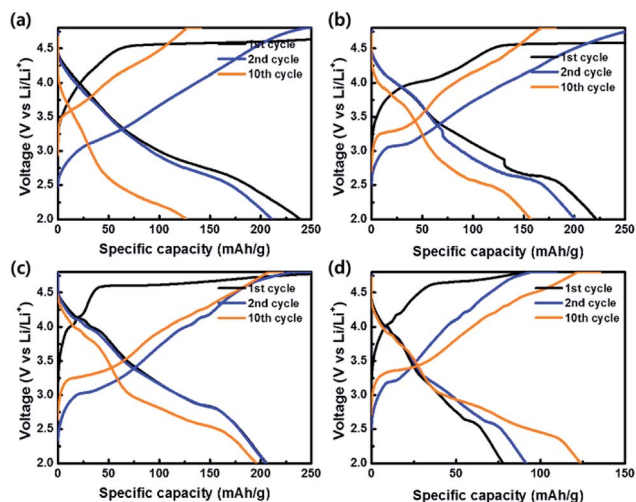 (a)
4.5
4.0
3.5
3.0
2.5
2.0
Voltage (V vs Li/Li+)
1st cycle
2nd cycle
10th cycle
0 50 100 150 200 250
Specific capacity (mAh/g)
(b)
4.5
4.0
3.5
3.0
2.5
2.0
Voltage (V vs Li/Li+)
1st cycle
2nd cycle
10th cycle
0 50 100 150 200 250
Specific capacity (mAh/g)
(c)
4.5
4.0
3.5
3.0
2.5
2.0
Voltage (V vs Li/Li+)
1st cycle
2nd cycle
10th cycle
0 50 100 150 200 250
Specific capacity (mAh/g)
(d)
4.5
4.0
3.5
3.0
2.5
2.0
Voltage (V vs Li/Li+)
1st cycle
2nd cycle
10th cycle
0 50 100 150
Specific capacity (mAh/g)